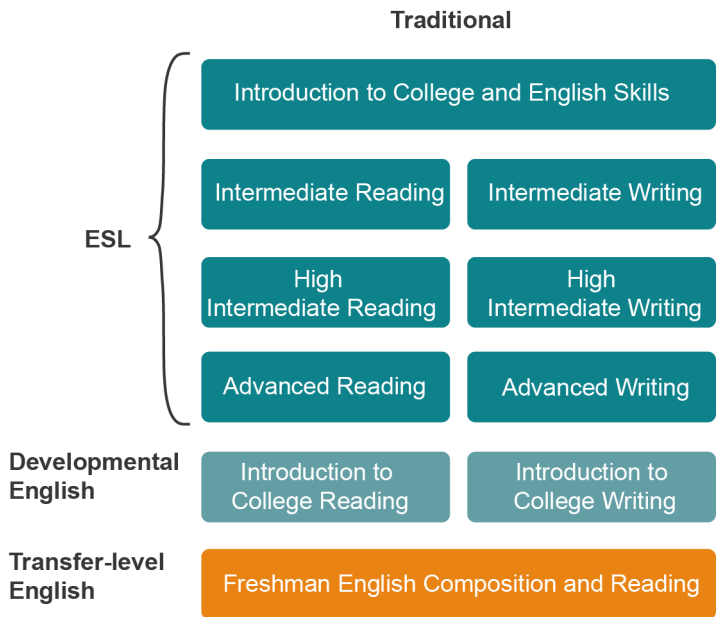 Traditional
ESL
Introduction to College and English Skills
Intermediate Reading
Intermediate Writing
High
Intermediate Reading
High
Intermediate Writing
Advanced Reading
Advanced Writing
Developmental
English
Introduction to
College Reading
Introduction to
College Writing
Transfer-level
English
Freshman English Composition and Reading